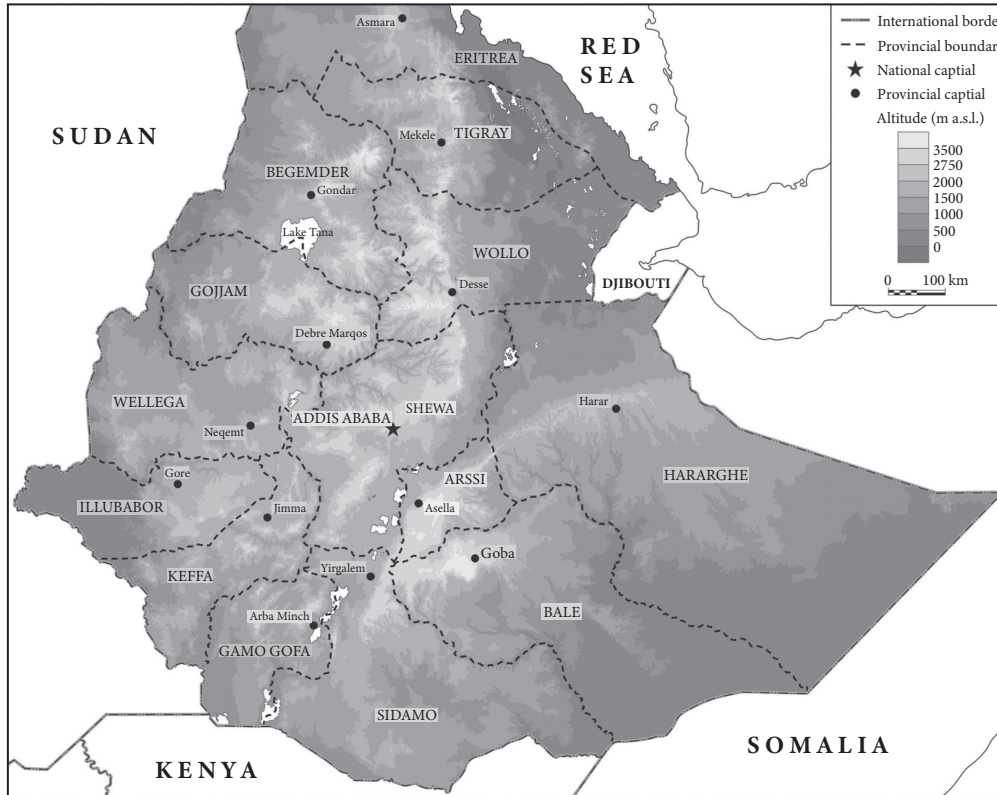 Asmara
RED
SEA
ERITREA
SUDAN
Mekele
TIGRAY
BEGEMDER
Gondar
Lake Tana
WOLLO
GOJJAM
Desse
DJIBOUTI
Debre Marqos
WELLEGA
ADDIS ABABA
SHEWA
Harar
Neqemt
Gore
ARSSI
HARARGHE
ILLUBABOR
Jimma
Asella
Goba
KEFFA
Yirgalem
BALE
Arba Minch
GAMO GOFA
SIDAMO
SOMALIA
KENYA
International borde
Provincial boundar
National captial
Provincial captial
Altitude (m a.s.l.)
3500
2750
2000
1500
1000
500
0
0 100 km